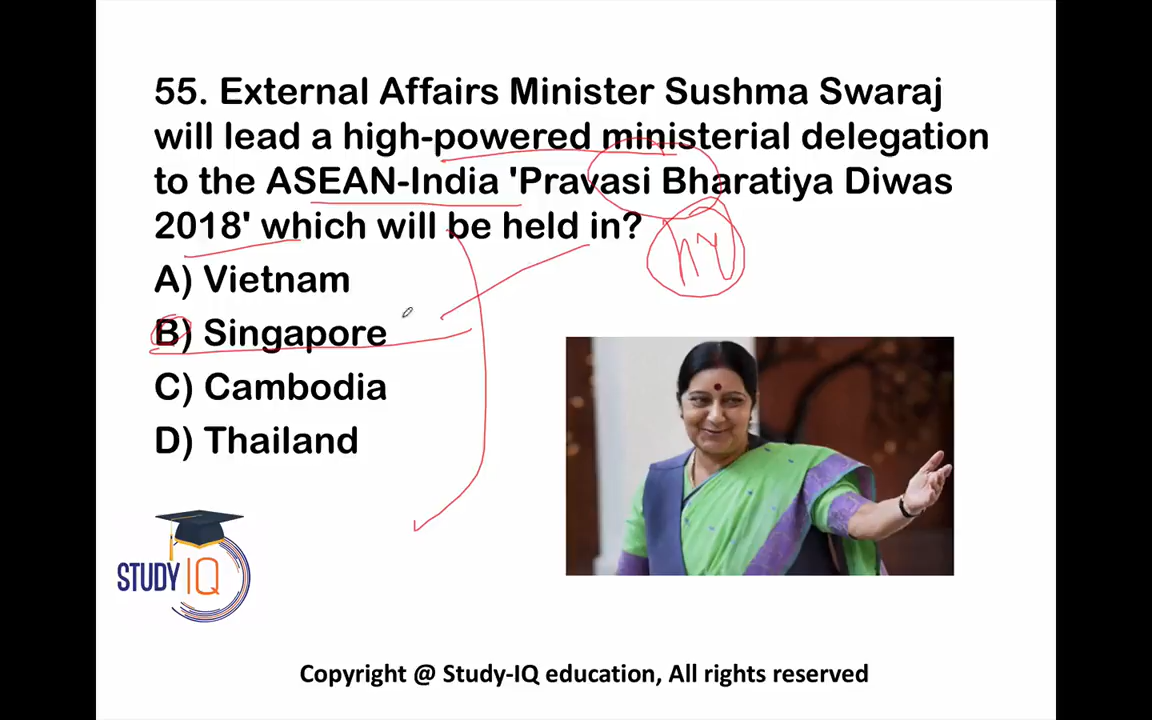 55. External Affairs Minister Sushma Swaraj
will lead a high-powered ministerial delegation
to the ASEAN-India 'Pravasi Bharatiya Diwas
2018' which will be held in?
A) Vietnam
B) Singapore
C) Cambodia
D) Thailand
STUDY IQ
Copyright @ Study-IQ education, All rights reserved